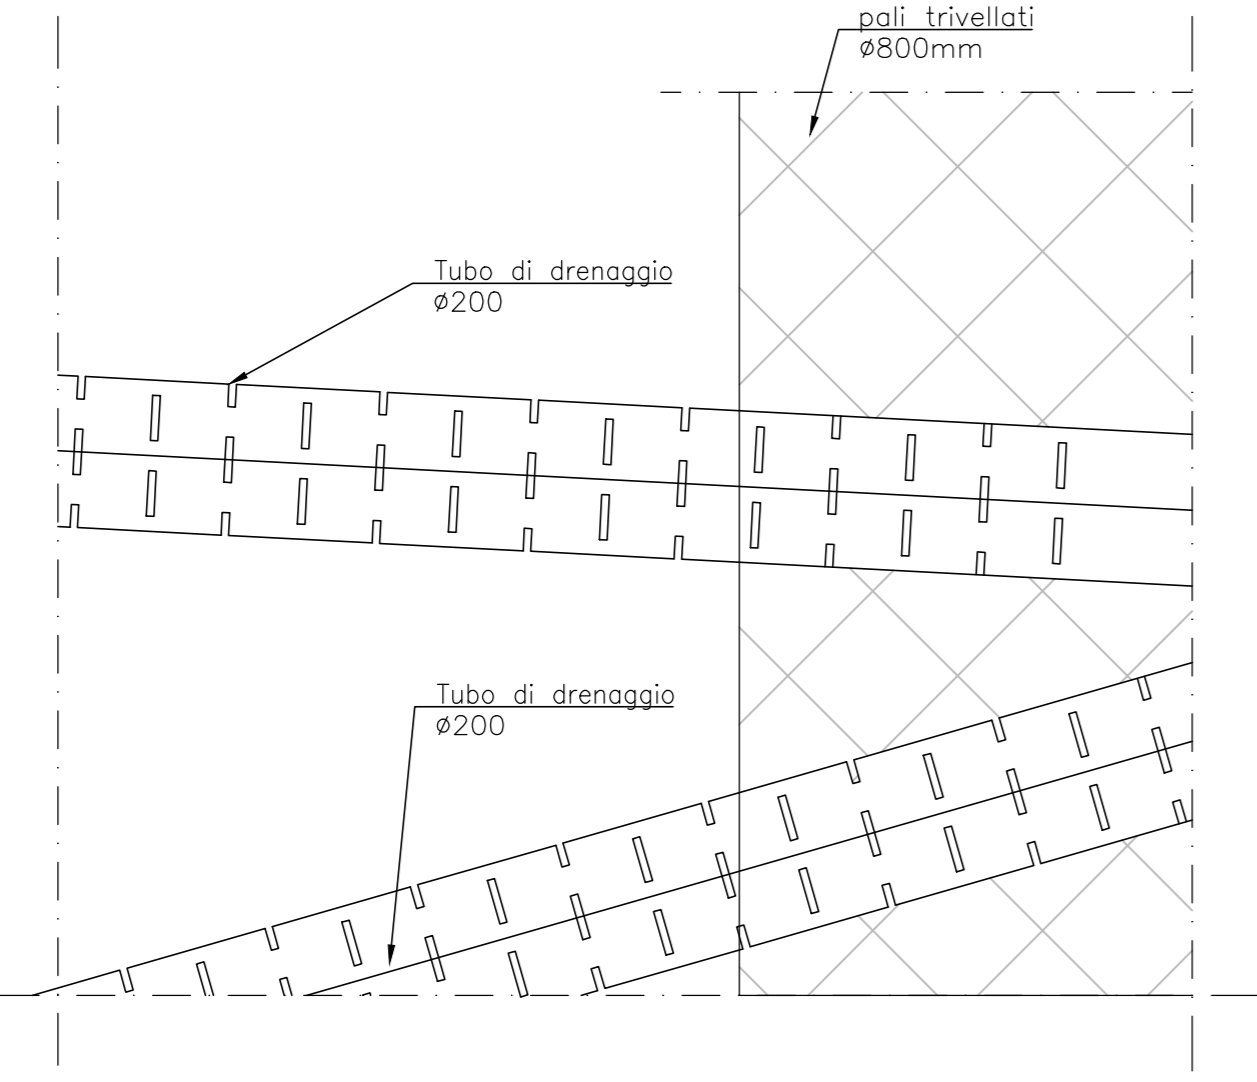 pali trivellati
ø800mm
Tubo di drenaggio
ø200
Tubo di drenaggio
ø200